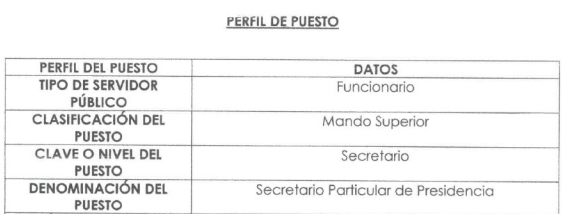 PERFIL DE PUESTO
PERFIL DEL PUESTO DATOS
TIPO DE SERVIDOR PÚBLICO Funcionario
CLASIFICACIÓN DEL PUESTO Mando Superior
CLAVE O NIVEL DEL PUESTO Secretario
DENOMINACIÓN DEL PUESTO Secretario Particular de Presidencia